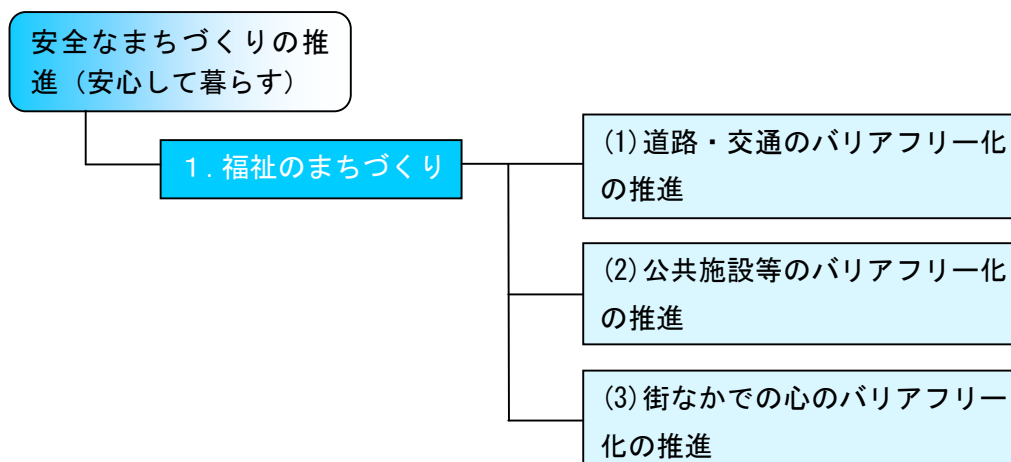 安全なまちづくりの推
進（安心して暮らす）
１.福祉のまちづくり
(1)道路・交通のバリアフリー化
の推進
(2)公共施設等のバリアフリー化
の推進
(3)街なかでの心のバリアフリー
化の推進